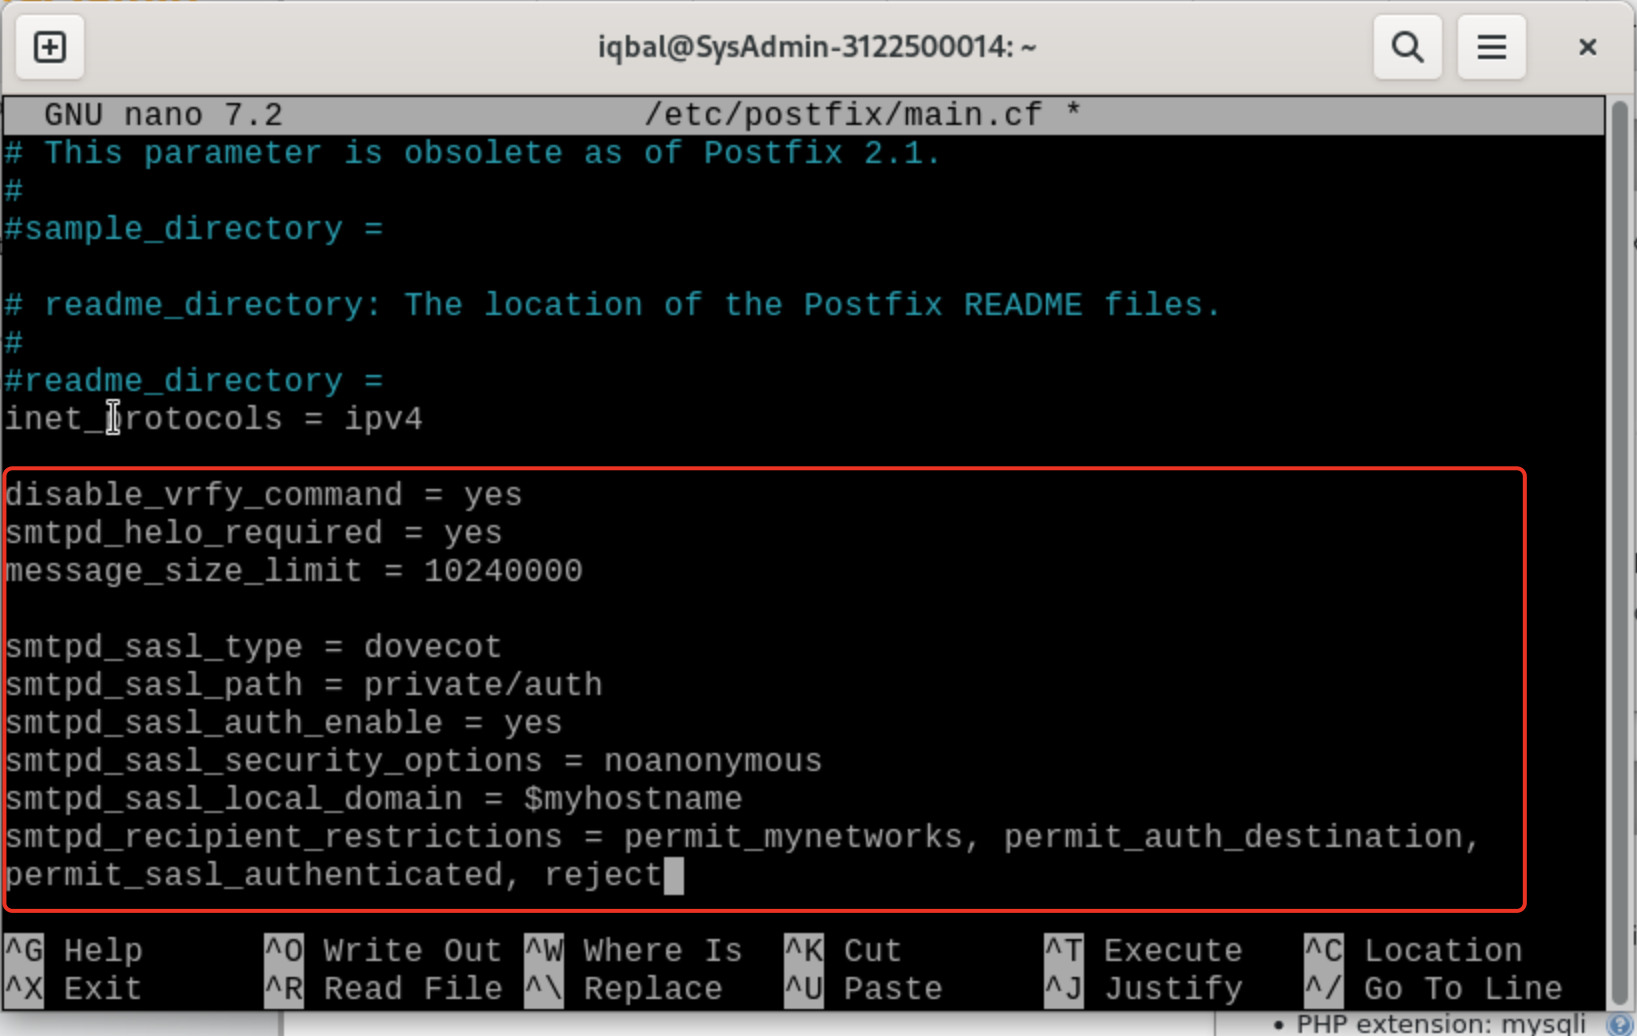 iqbal@SysAdmin-3122500014: ~
GNU nano 7.2 /etc/postfix/main.cf *
# This parameter is obsolete as of Postfix 2.1.
#
#sample_directory =
# readme_directory: The location of the Postfix README files.
#
#readme_directory =
inet_protocols = ipv4
disable_vrfy_command = yes
smtpd_helo_required = yes
message_size_limit = 10240000
smtpd_sasl_type = dovecot
smtpd_sasl_path = private/auth
smtpd_sasl_auth_enable = yes
smtpd_sasl_security_options = noanonymous
smtpd_sasl_local_domain = $myhostname
smtpd_recipient_restrictions = permit_mynetworks, permit_auth_destination,
permit_sasl_authenticated, reject
^G Help ^O Write Out ^W Where Is ^K Cut ^T Execute ^C Location
^X Exit ^R Read File ^\ Replace ^U Paste ^J Justify ^/ Go To Line
• PHP extension: mysqli